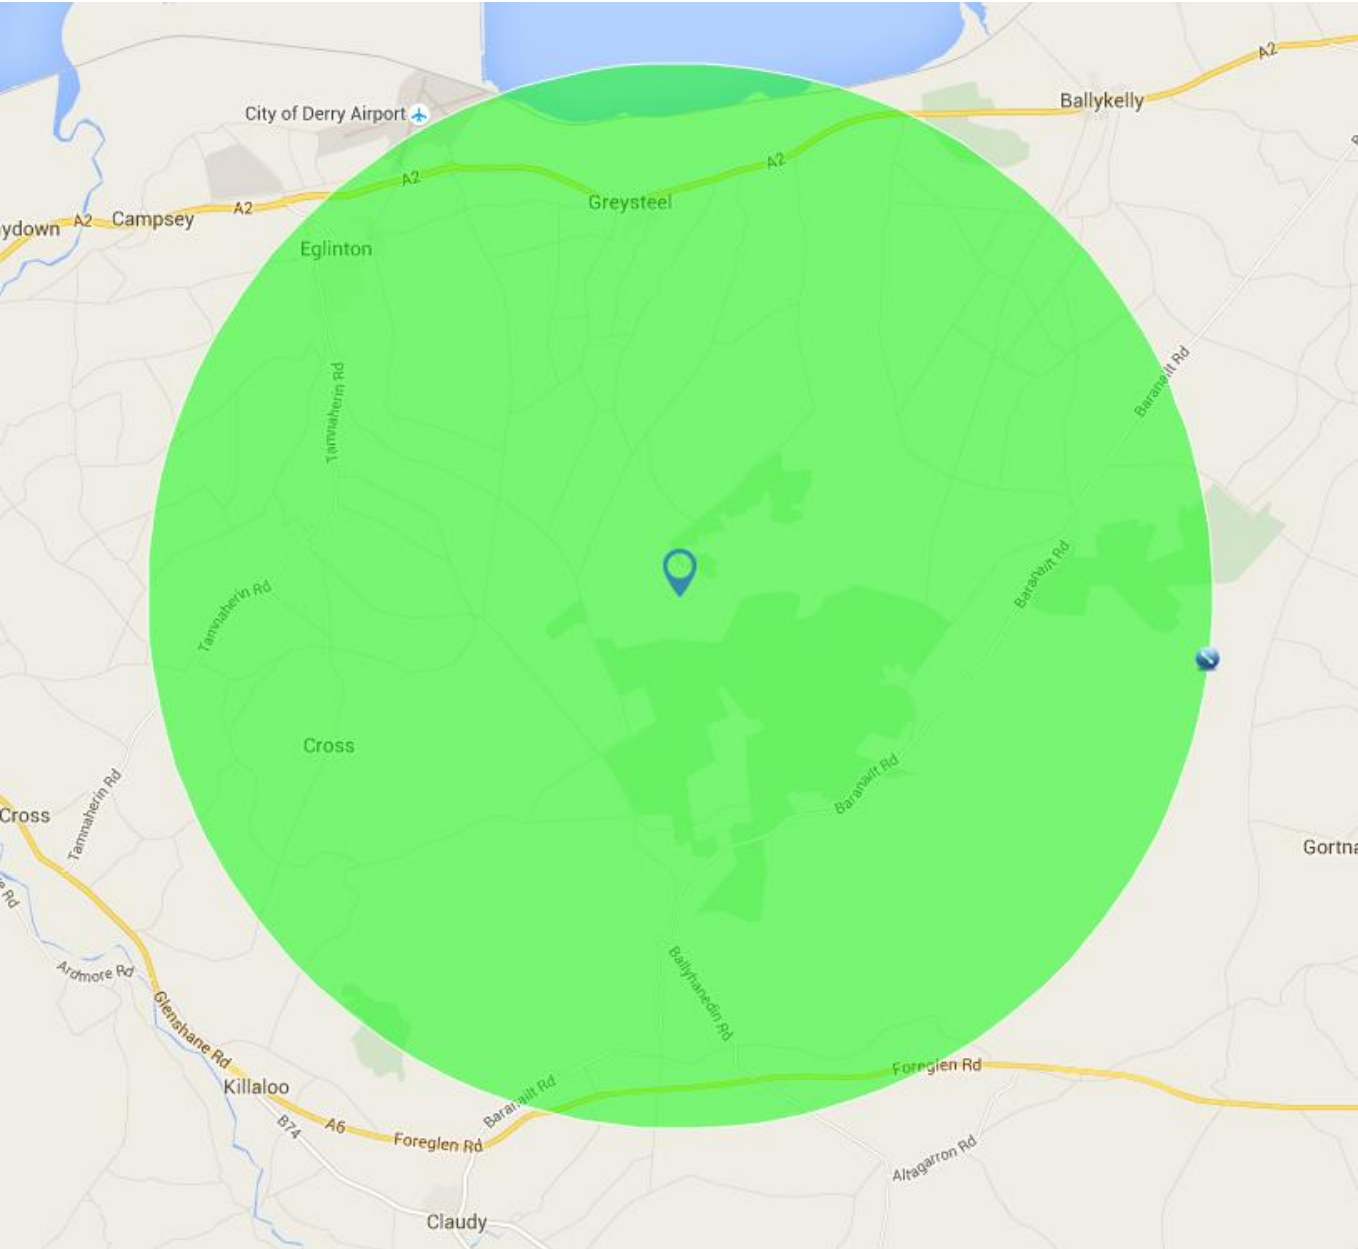 A2
Ballykelly
City of Derry Airport
A2
A2
Greysteel
A2
Campsey
A2
ydown
Eglinton
Baranailt Rd
Tamnaherin Rd
Baranailt Rd
Tamnaherin Rd
Cross
Baranailt Rd
Tamnaherin Rd
Cross
Gortna
e Rd
Ardmore Rd
Ballyhanedin Rd
Glenshane Rd
Foreglen Rd
Killaloo
Baranailt Rd
B74
A6
Foreglen Rd
Altagarron Rd
Claudy